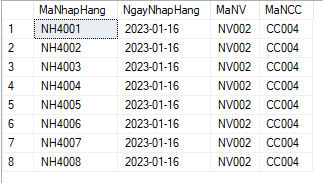 MaNhapHang NgayNhapHang MaNV MaNCC
1 NH4001 2023-01-16 NV002 CC004
2 NH4002 2023-01-16 NV002 CC004
3 NH4003 2023-01-16 NV002 CC004
4 NH4004 2023-01-16 NV002 CC004
5 NH4005 2023-01-16 NV002 CC004
6 NH4006 2023-01-16 NV002 CC004
7 NH4007 2023-01-16 NV002 CC004
8 NH4008 2023-01-16 NV002 CC004